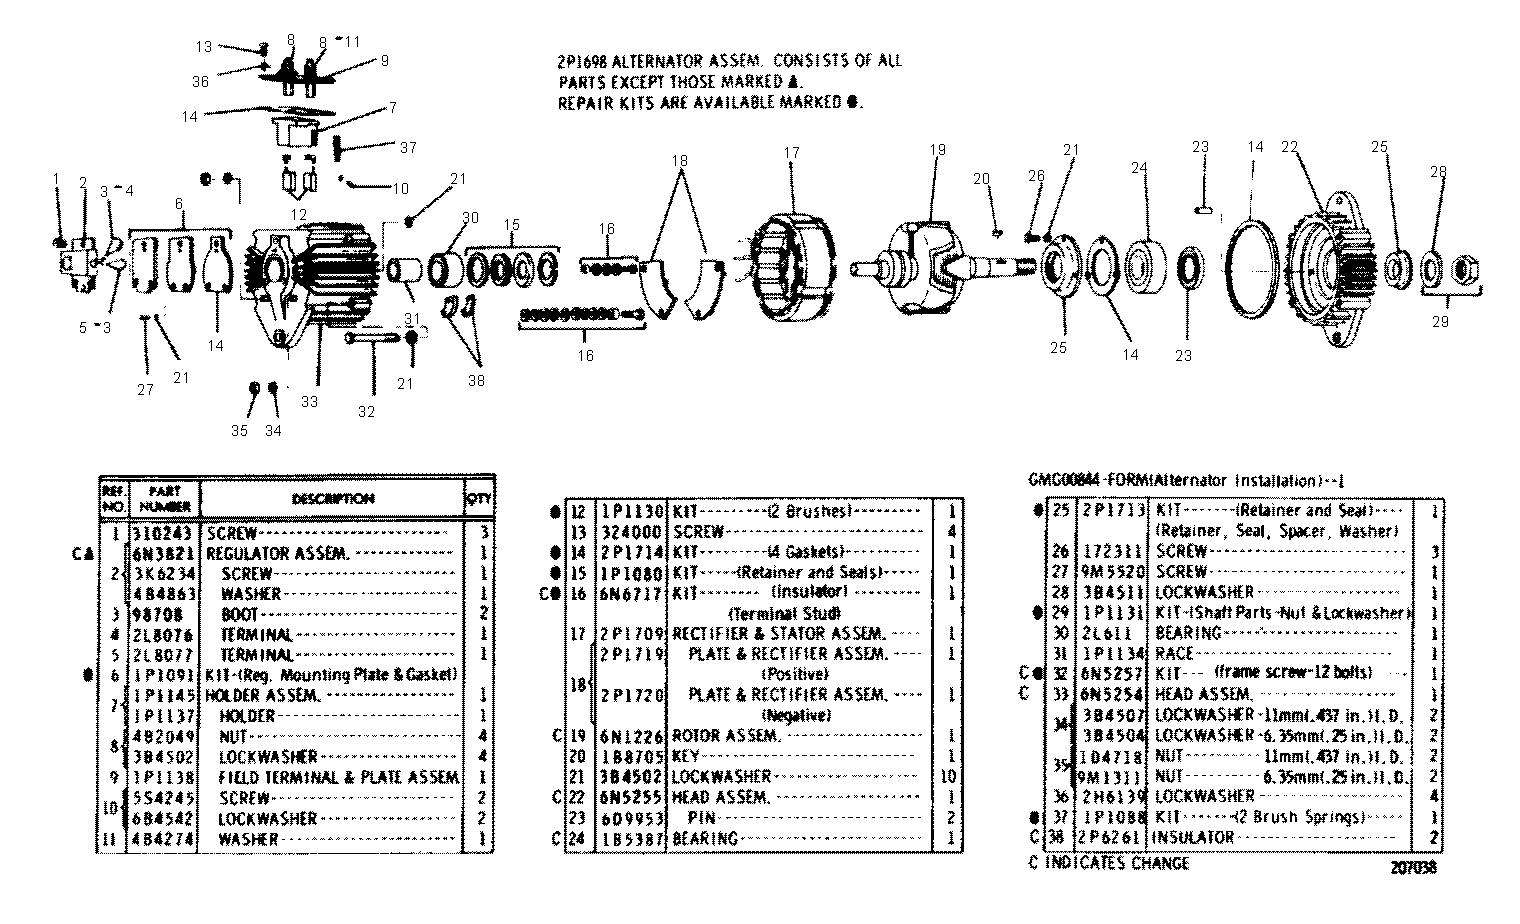 2P1698 ALTERNATOR ASSEM. CONSISTS OF ALL
PARTS EXCEPT THOSE MARKED ▲.
REPAIR KITS ARE AVAILABLE MARKED ●.
13
8
8 -11
9
36
14
7
37
10
12
1
2
3 -4
6
5 -3
27
21
14
35
34
33
32
31
21
21
30
15
38
16
16
18
17
19
20
26
21
24
25
14
23
23
14
22
25
28
29
REF. NO. PART NUMBER DESCRIPTION QTY
1 310243 SCREW 3
C▲ 2 6N3821 REGULATOR ASSEM. 1
3K6234 SCREW 1
4B4863 WASHER 1
3 9B708 BOOT 2
4 2L8076 TERMINAL 1
5 2L8077 TERMINAL 1
● 6 1P1091 KIT-(Reg. Mounting Plate & Gasket)
7 1P1145 HOLDER ASSEM. 1
1P1137 HOLDER 1
8 4B2049 NUT 4
3B4502 LOCKWASHER 4
9 1P1138 FIELD TERMINAL & PLATE ASSEM 1
10 5S4245 SCREW 2
6B4542 LOCKWASHER 2
11 4B4274 WASHER 1
● 12 1P1130 KIT (2 Brushes) 1
13 324000 SCREW 4
● 14 2P1714 KIT (4 Gaskets) 1
● 15 1P1080 KIT (Retainer and Seals) 1
C● 16 6N6717 KIT (Insulator) 1
(Terminal Stud)
17 2P1709 RECTIFIER & STATOR ASSEM. 1
18 2P1719 PLATE & RECTIFIER ASSEM. 1
(Positive)
2P1720 PLATE & RECTIFIER ASSEM. 1
(Negative)
C 19 6N1226 ROTOR ASSEM. 1
20 1B8705 KEY 1
21 3B4502 LOCKWASHER 10
C 22 6N5255 HEAD ASSEM. 1
23 6D9953 PIN 2
C 24 1B5387 BEARING 1
GMG00844-FORM(Alternator Installation)--1
● 25 2P1713 KIT (Retainer and Seal) 1
(Retainer, Seal, Spacer, Washer)
26 172311 SCREW 3
27 9M5520 SCREW 1
28 3B4511 LOCKWASHER 1
● 29 1P1131 KIT-(Shaft Parts-Nut & Lockwasher) 1
30 2L611 BEARING 1
31 1P1134 RACE 1
C● 32 6N5257 KIT (frame screw-12 bolts) 1
C 33 6N5254 HEAD ASSEM. 1
34 3B4507 LOCKWASHER-11mm(.437 in.)I.D. 2
3B4504 LOCKWASHER-6.35mm(.25 in.)I.D. 2
35 1D4718 NUT 11mm(.437 in.)I.D. 2
9M1311 NUT 6.35mm(.25 in.)I.D. 2
36 2H6139 LOCKWASHER 4
● 37 1P1088 KIT (2 Brush Springs) 1
C 38 2P6261 INSULATOR 2
C INDICATES CHANGE
207038